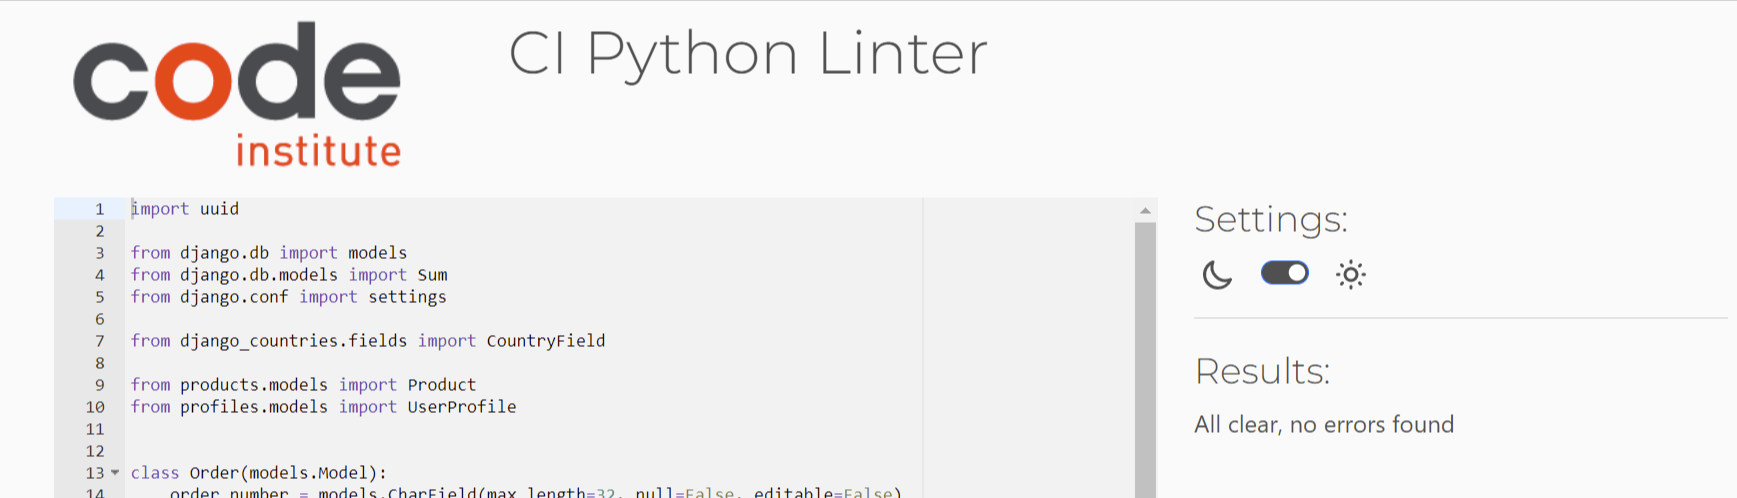 code
institute
CI Python Linter
1 import uuid
2
3 from django.db import models
4 from django.db.models import Sum
5 from django.conf import settings
6
7 from django_countries.fields import CountryField
8
9 from products.models import Product
10 from profiles.models import UserProfile
11
12
13 class Order(models.Model):
14 order_number = models.CharField(max_length=32, null=False, editable=False)
Settings:
Results:
All clear, no errors found